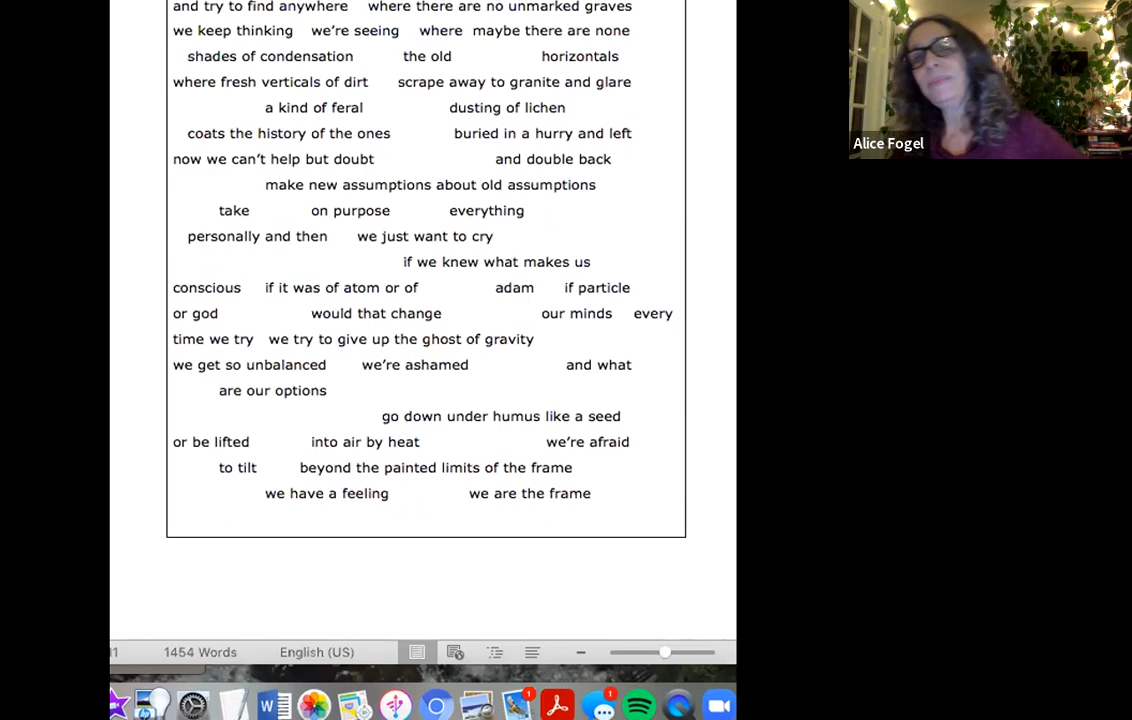 and try to find anywhere where there are no unmarked graves
we keep thinking we're seeing where maybe there are none
shades of condensation the old horizontals
where fresh verticals of dirt scrape away to granite and glare
a kind of feral dusting of lichen
coats the history of the ones buried in a hurry and left
now we can't help but doubt and double back
make new assumptions about old assumptions
take on purpose everything
personally and then we just want to cry
if we knew what makes us
conscious if it was of atom or of adam if particle
or god would that change our minds every
time we try we try to give up the ghost of gravity
we get so unbalanced we're ashamed and what
are our options
go down under humus like a seed
or be lifted into air by heat we're afraid
to tilt beyond the painted limits of the frame
we have a feeling we are the frame
Alice Fogel
11 1454 Words English (US)
W 1 1